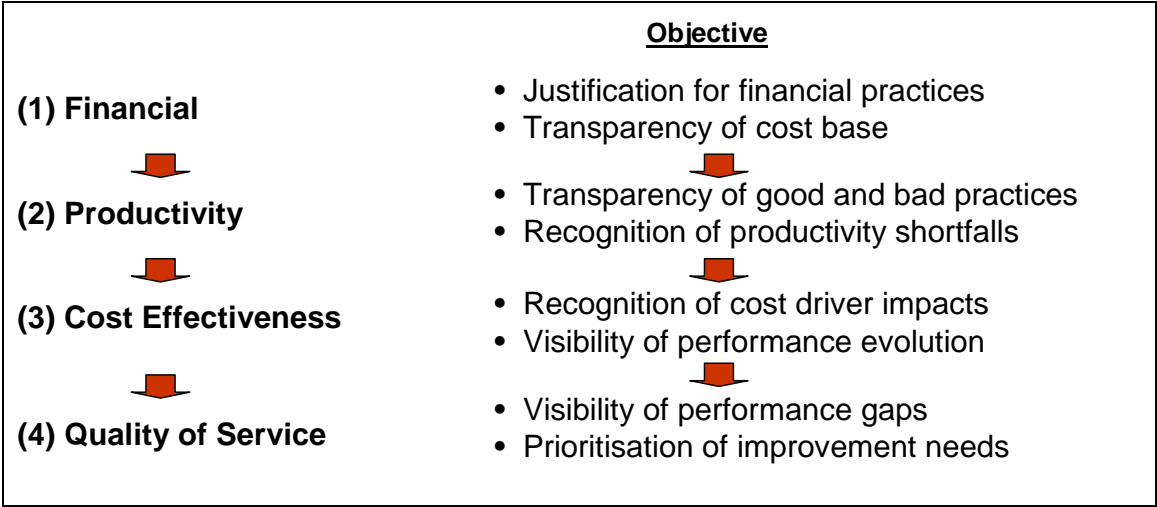 Objective
(1) Financial
• Justification for financial practices
• Transparency of cost base
(2) Productivity
• Transparency of good and bad practices
• Recognition of productivity shortfalls
(3) Cost Effectiveness
• Recognition of cost driver impacts
• Visibility of performance evolution
(4) Quality of Service
• Visibility of performance gaps
• Prioritisation of improvement needs